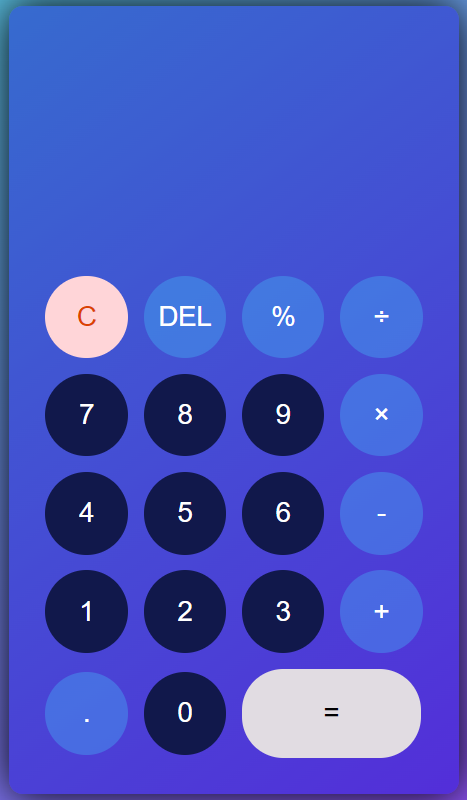 C DEL % ÷
7 8 9 ×
4 5 6 -
1 2 3 +
. 0 =